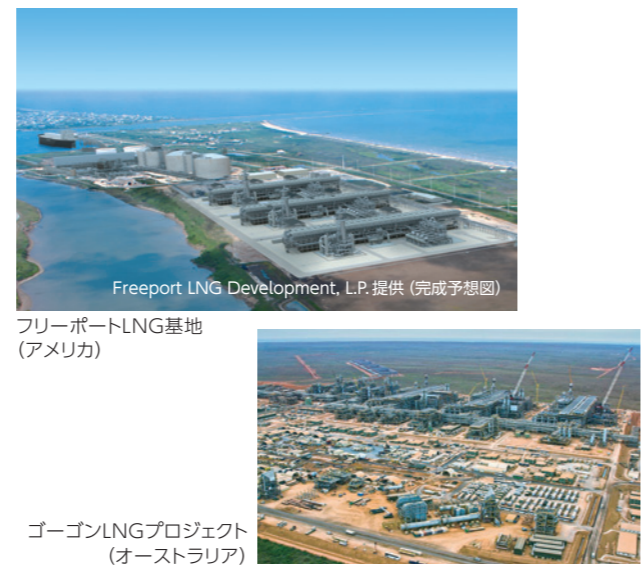 Freeport LNG Development, L.P. 提供 (完成予想図)
フリーポートLNG基地
(アメリカ)
ゴーゴンLNGプロジェクト
(オーストラリア)